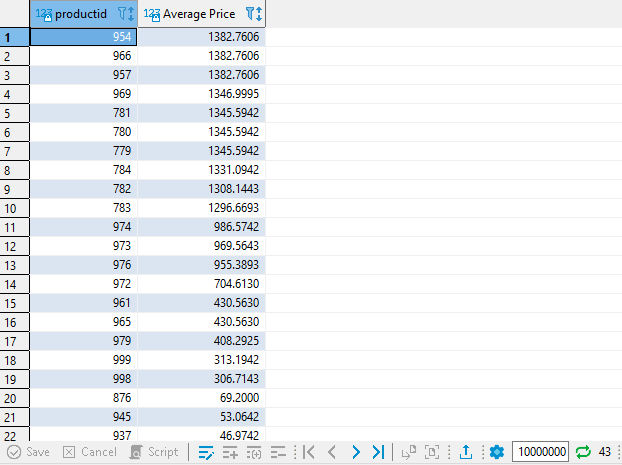 123 productid 123 Average Price
1 954 1382.7606
2 966 1382.7606
3 957 1382.7606
4 969 1346.9995
5 781 1345.5942
6 780 1345.5942
7 779 1345.5942
8 784 1331.0942
9 782 1308.1443
10 783 1296.6693
11 974 986.5742
12 973 969.5643
13 976 955.3893
14 972 704.6130
15 961 430.5630
16 965 430.5630
17 979 408.2925
18 999 313.1942
19 998 306.7143
20 876 69.2000
21 945 53.0642
22 937 46.9742
Save Cancel Script 10000000 43